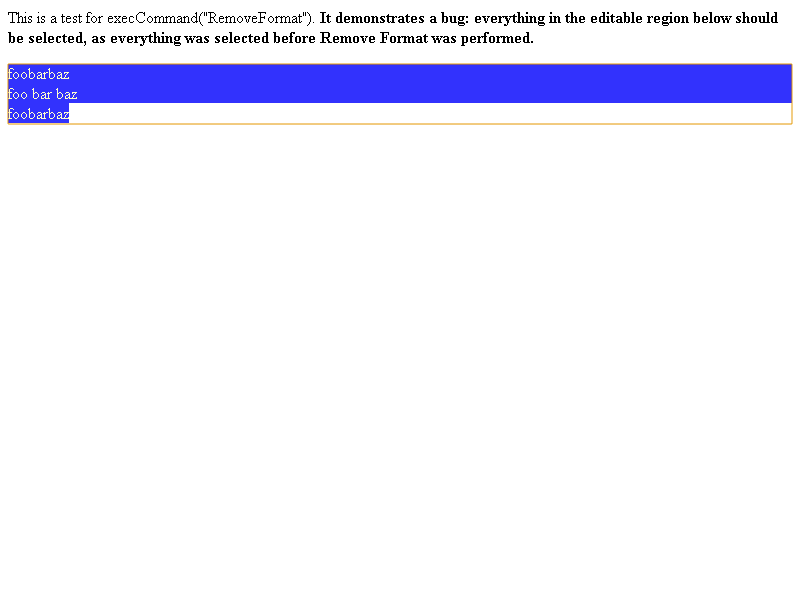 This is a test for execCommand("RemoveFormat"). It demonstrates a bug: everything in the editable region below should
be selected, as everything was selected before Remove Format was performed.
foobarbaz
foo bar baz
foobarbaz